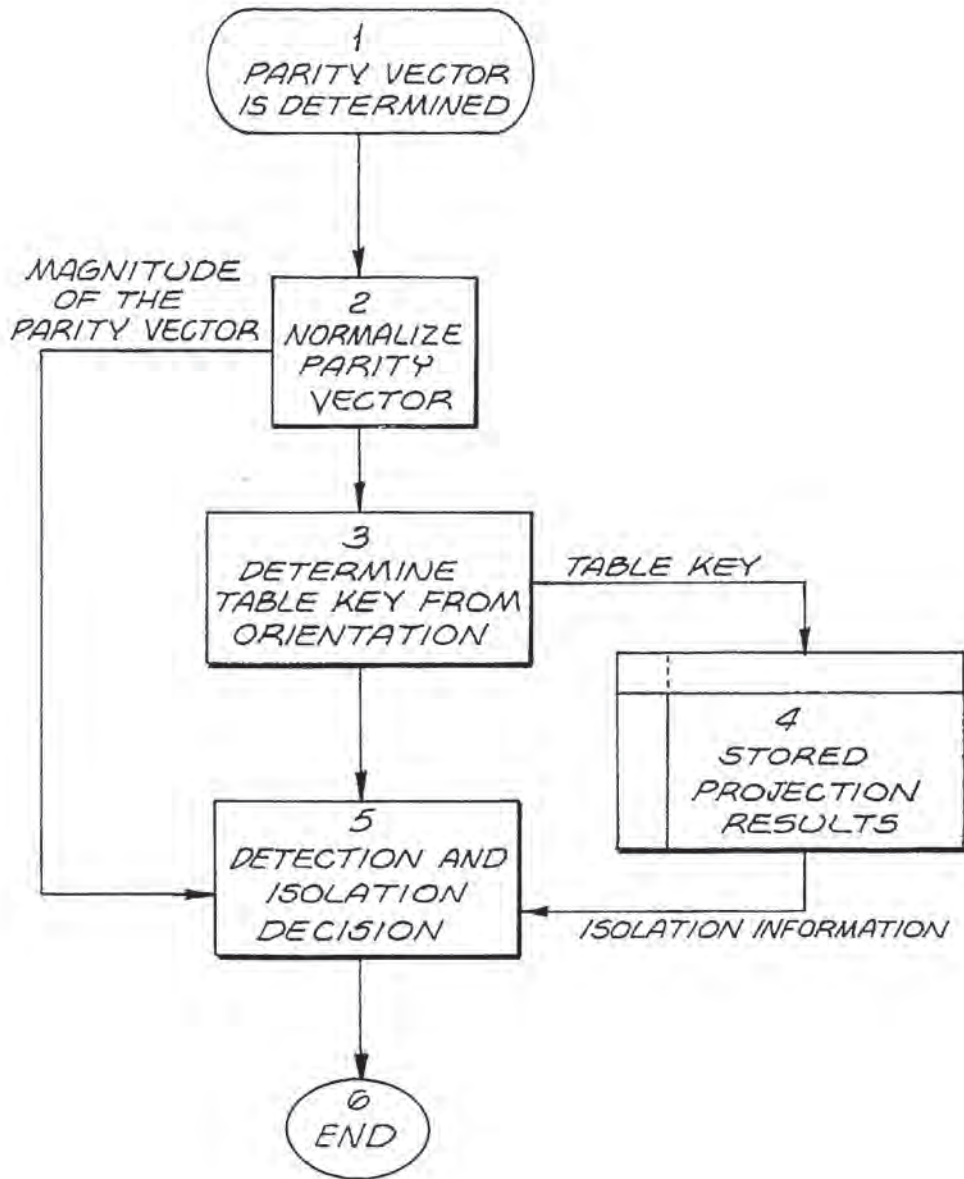 1
PARITY VECTOR
IS DETERMINED
MAGNITUDE
OF THE
PARITY VECTOR
2
NORMALIZE
PARITY
VECTOR
3
DETERMINE
TABLE KEY FROM
ORIENTATION
TABLE KEY
4
STORED
PROJECTION
RESULTS
5
DETECTION AND
ISOLATION
DECISION
ISOLATION INFORMATION
6
END